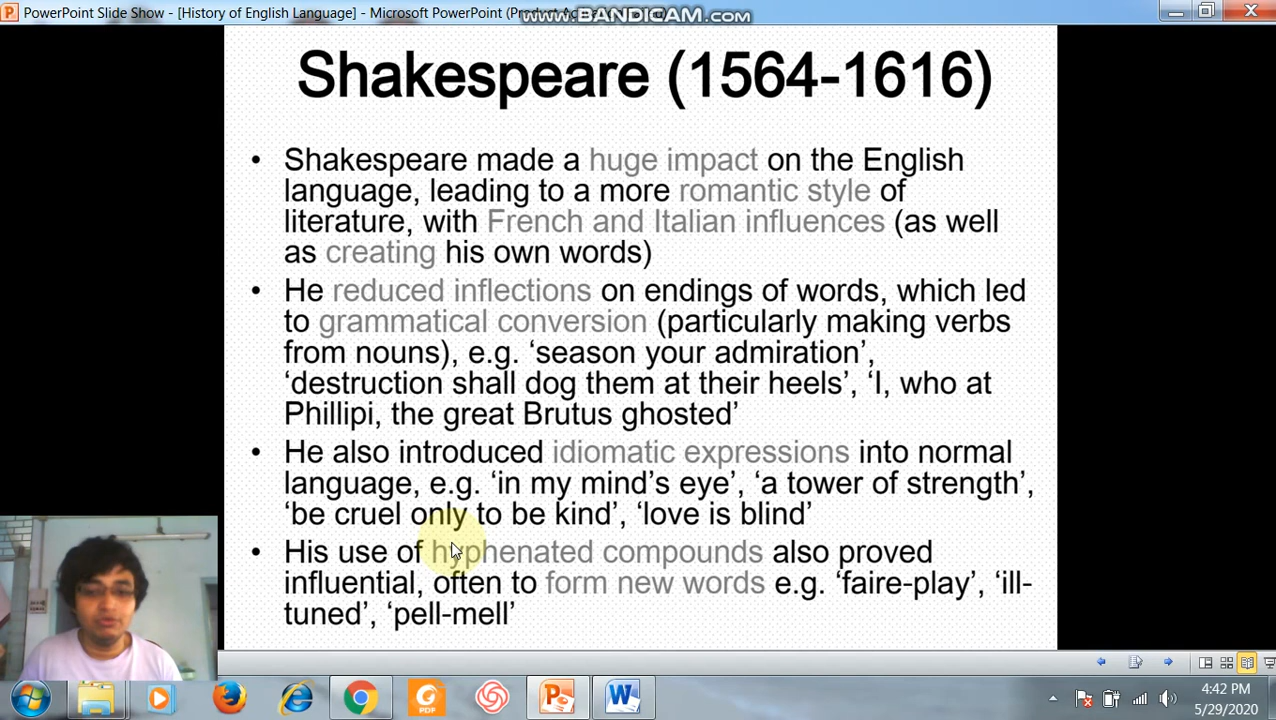 PowerPoint Slide Show - [History of English Language] - Microsoft PowerPoint (Product
www.BANDICAM.com
Shakespeare (1564-1616)
• Shakespeare made a huge impact on the English
language, leading to a more romantic style of
literature, with French and Italian influences (as well
as creating his own words)
• He reduced inflections on endings of words, which led
to grammatical conversion (particularly making verbs
from nouns), e.g. ‘season your admiration’,
‘destruction shall dog them at their heels’, ‘I, who at
Phillipi, the great Brutus ghosted’
• He also introduced idiomatic expressions into normal
language, e.g. ‘in my mind’s eye’, ‘a tower of strength’,
‘be cruel only to be kind’, ‘love is blind’
• His use of hyphenated compounds also proved
influential, often to form new words e.g. ‘faire-play’, ‘ill-
tuned’, ‘pell-mell’
PDF
4:42 PM
5/29/2020